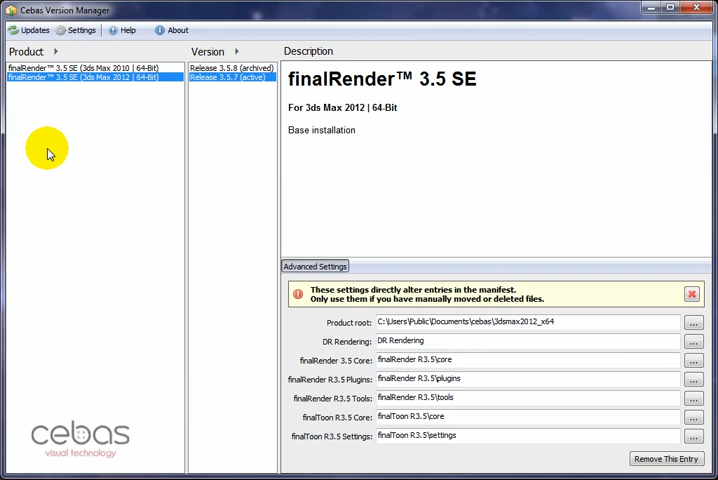 Cebas Version Manager
Updates Settings Help About
Product Version Description
finalRender™ 3.5 SE (3ds Max 2010 | 64-Bit) Release 3.5.8 (archived)
finalRender™ 3.5 SE (3ds Max 2012 | 64-Bit) Release 3.5.7 (active)
finalRender™ 3.5 SE
For 3ds Max 2012 | 64-Bit
Base installation
Advanced Settings
These settings directly alter entries in the manifest.
Only use them if you have manually moved or deleted files.
Product root: C:\Users\Public\Documents\cebas\3dsmax2012_x64 ...
DR Rendering: DR Rendering ...
finalRender 3.5 Core: finalRender R3.5\core ...
finalRender R3.5 Plugins: finalRender R3.5\plugins ...
finalRender R3.5 Tools: finalRender R3.5\tools ...
finalToon R3.5 Core: finalToon R3.5\core ...
finalToon R3.5 Settings: finalToon R3.5\settings ...
Remove This Entry
cebas
visual technology